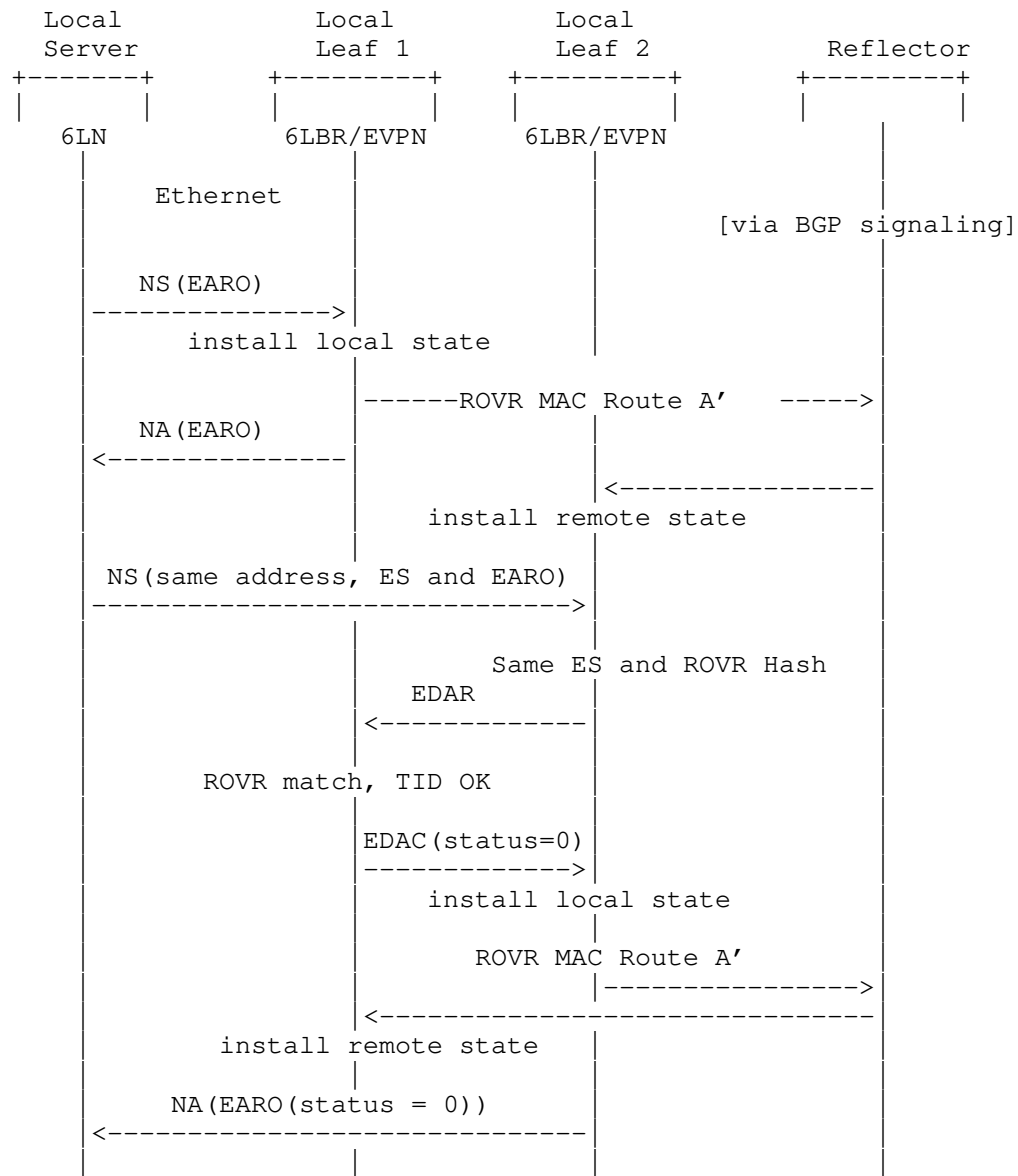 Local Local Local
Server Leaf 1 Leaf 2 Reflector
6LN 6LBR/EVPN 6LBR/EVPN
Ethernet
[via BGP signaling]
NS(EARO)
install local state
ROVR MAC Route A'
NA(EARO)
install remote state
NS(same address, ES and EARO)
Same ES and ROVR Hash
EDAR
ROVR match, TID OK
EDAC(status=0)
install local state
ROVR MAC Route A'
install remote state
NA(EARO(status = 0))